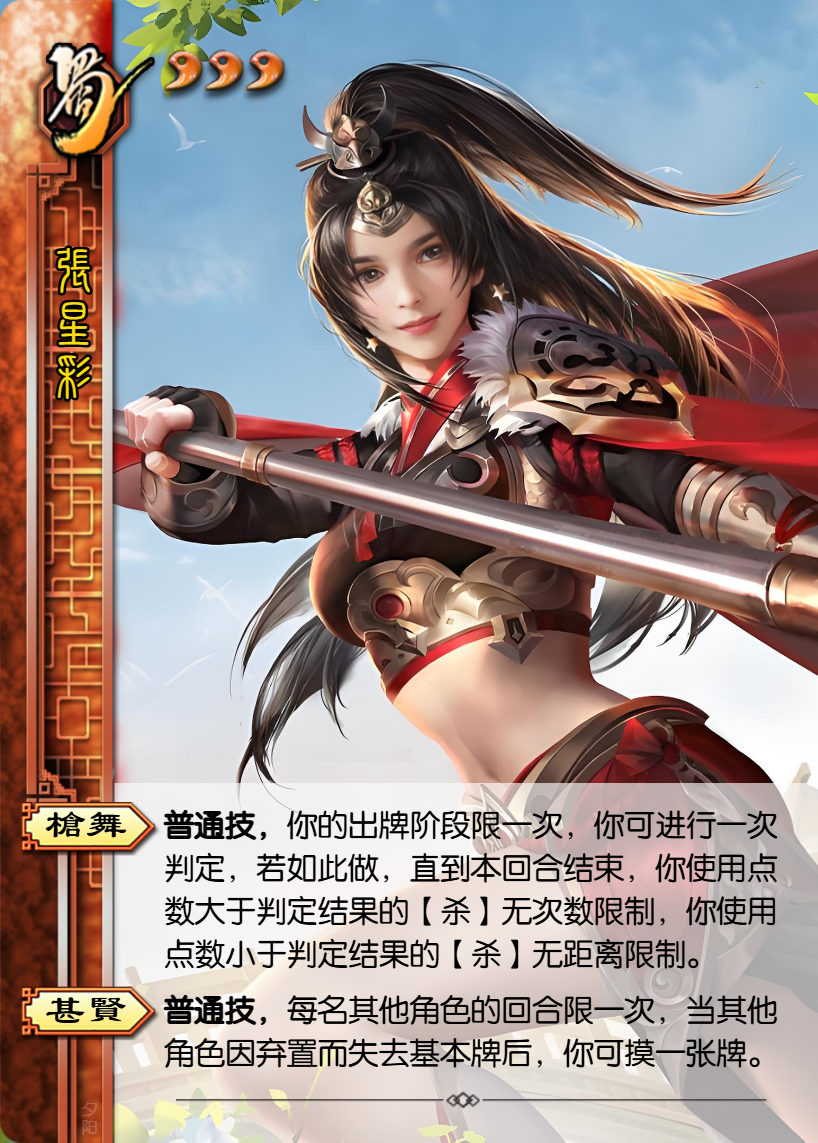 蜀
張星彩
槍舞
普通技，你的出牌阶段限一次，你可进行一次
判定，若如此做，直到本回合结束，你使用点
数大于判定结果的【杀】无次数限制，你使用
点数小于判定结果的【杀】无距离限制。
甚賢
普通技，每名其他角色的回合限一次，当其他
角色因弃置而失去基本牌后，你可摸一张牌。
夕阳